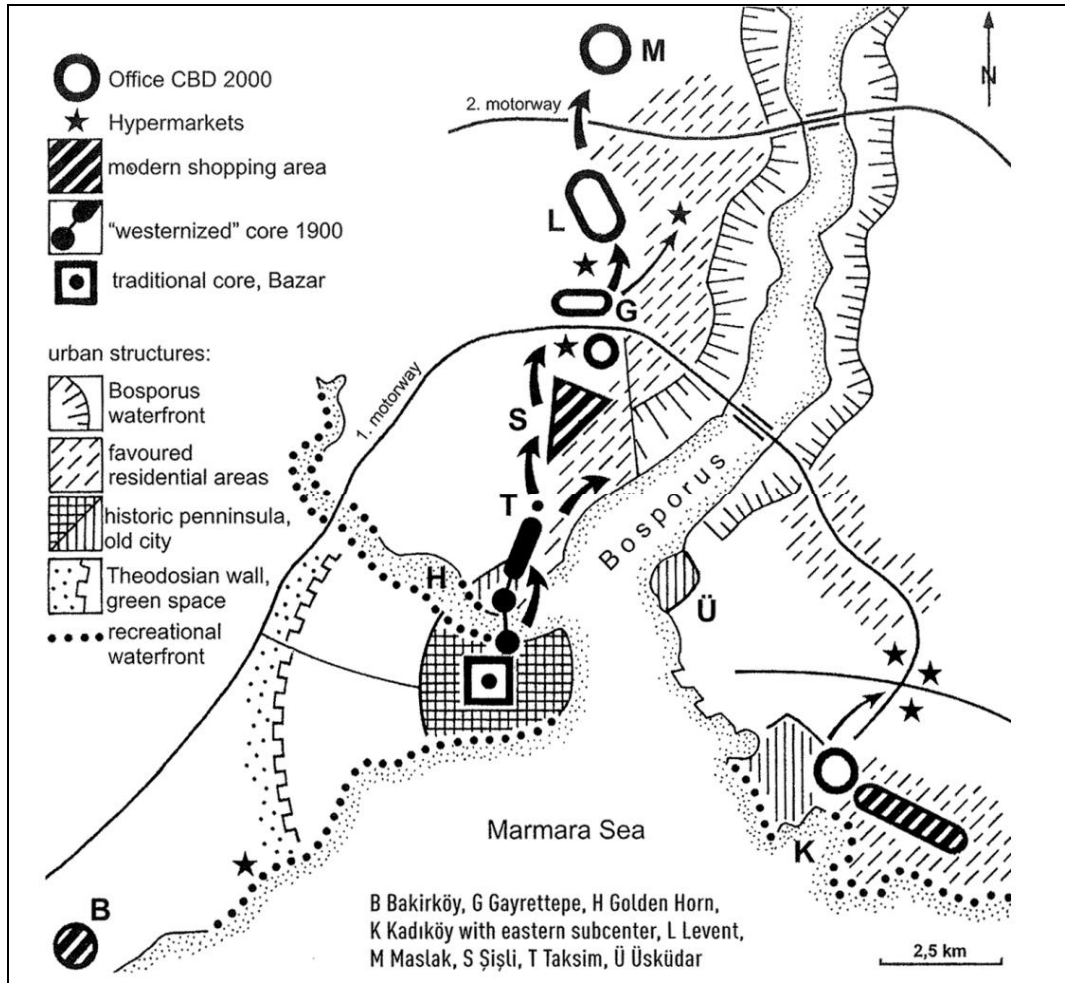 Office CBD 2000
Hypermarkets
modern shopping area
"westernized" core 1900
traditional core, Bazar
urban structures:
Bosporus
waterfront
favoured
residential areas
historic penninsula,
old city
Theodosian wall,
green space
recreational
waterfront
M
N
2. motorway
L
G
1. motorway
S
T
Bosporus
H
Ü
K
Marmara Sea
B
B Bakirköy, G Gayrettepe, H Golden Horn,
K Kadıköy with eastern subcenter, L Levent,
M Maslak, S Şişli, T Taksim, Ü Üsküdar
2,5 km